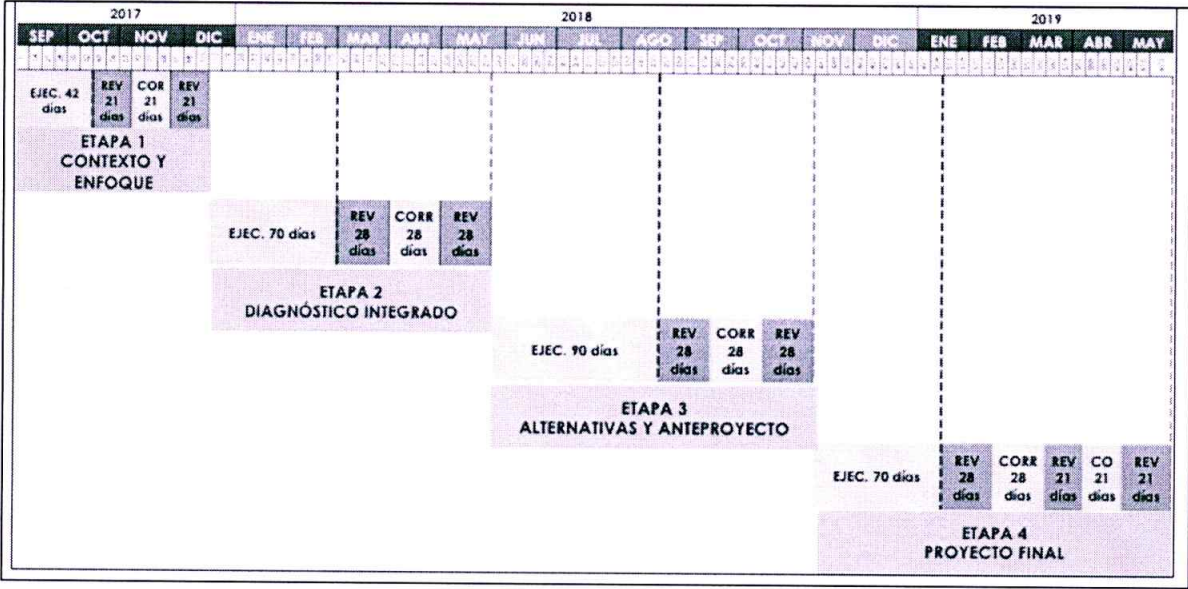 2017 2018 2019
SEP OCT NOV DIC ENE FEB MAR ABR MAY JUN JUL AGO SEP OCT NOV DIC ENE FEB MAR ABR MAY
EJEC. 42 días
REV 21 días
COR 21 días
REV 21 días
ETAPA 1
CONTEXTO Y
ENFOQUE
EJEC. 70 días
REV 28 días
CORR 28 días
REV 28 días
ETAPA 2
DIAGNÓSTICO INTEGRADO
EJEC. 90 días
REV 28 días
CORR 28 días
REV 28 días
ETAPA 3
ALTERNATIVAS Y ANTEPROYECTO
EJEC. 70 días
REV 28 días
CORR 28 días
REV 21 días
CO 21 días
REV 21 días
ETAPA 4
PROYECTO FINAL